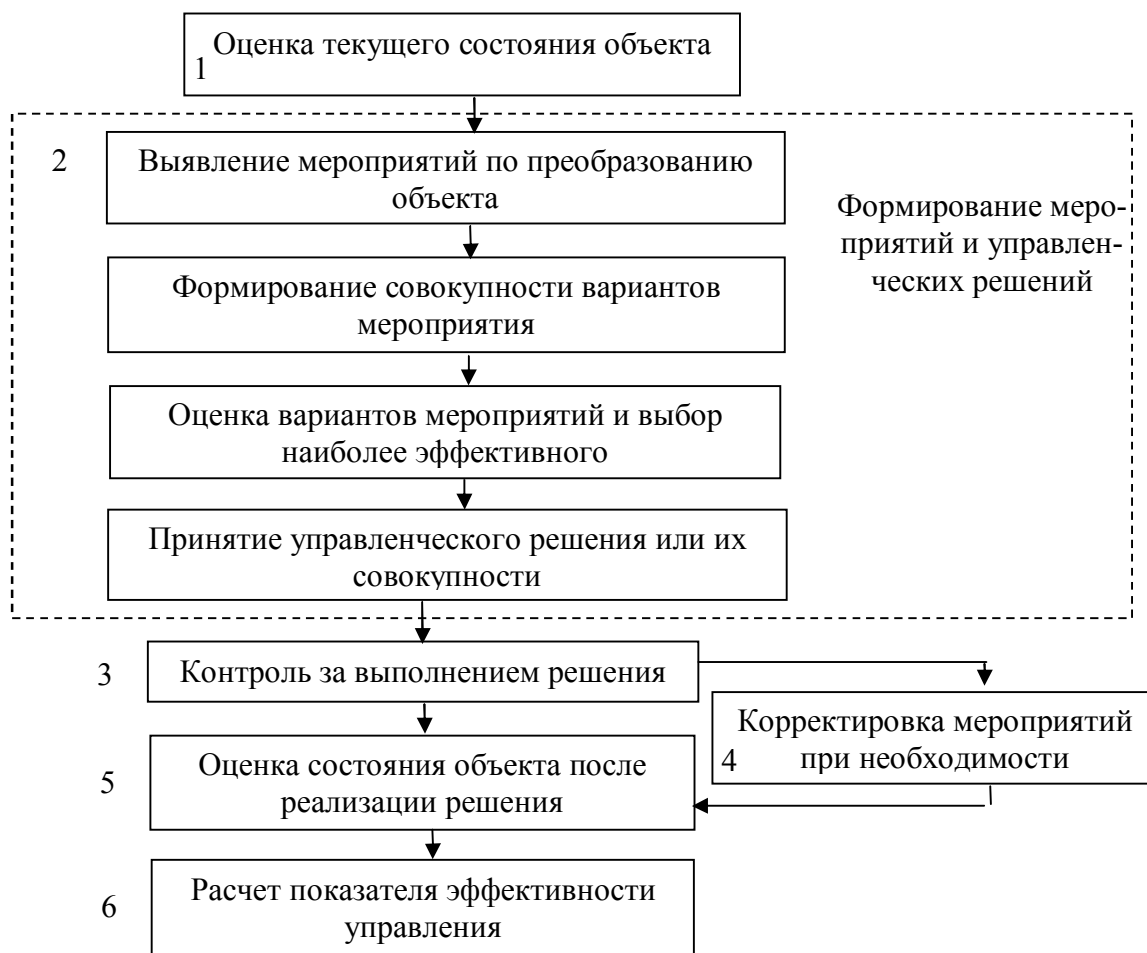 Оценка текущего состояния объекта
1
2
Выявление мероприятий по преобразованию
объекта
Формирование меро-
приятий и управлен-
ческих решений
Формирование совокупности вариантов
мероприятия
Оценка вариантов мероприятий и выбор
наиболее эффективного
Принятие управленческого решения или их
совокупности
3
Контроль за выполнением решения
Корректировка мероприятий
4
при необходимости
5
Оценка состояния объекта после
реализации решения
6
Расчет показателя эффективности
управления